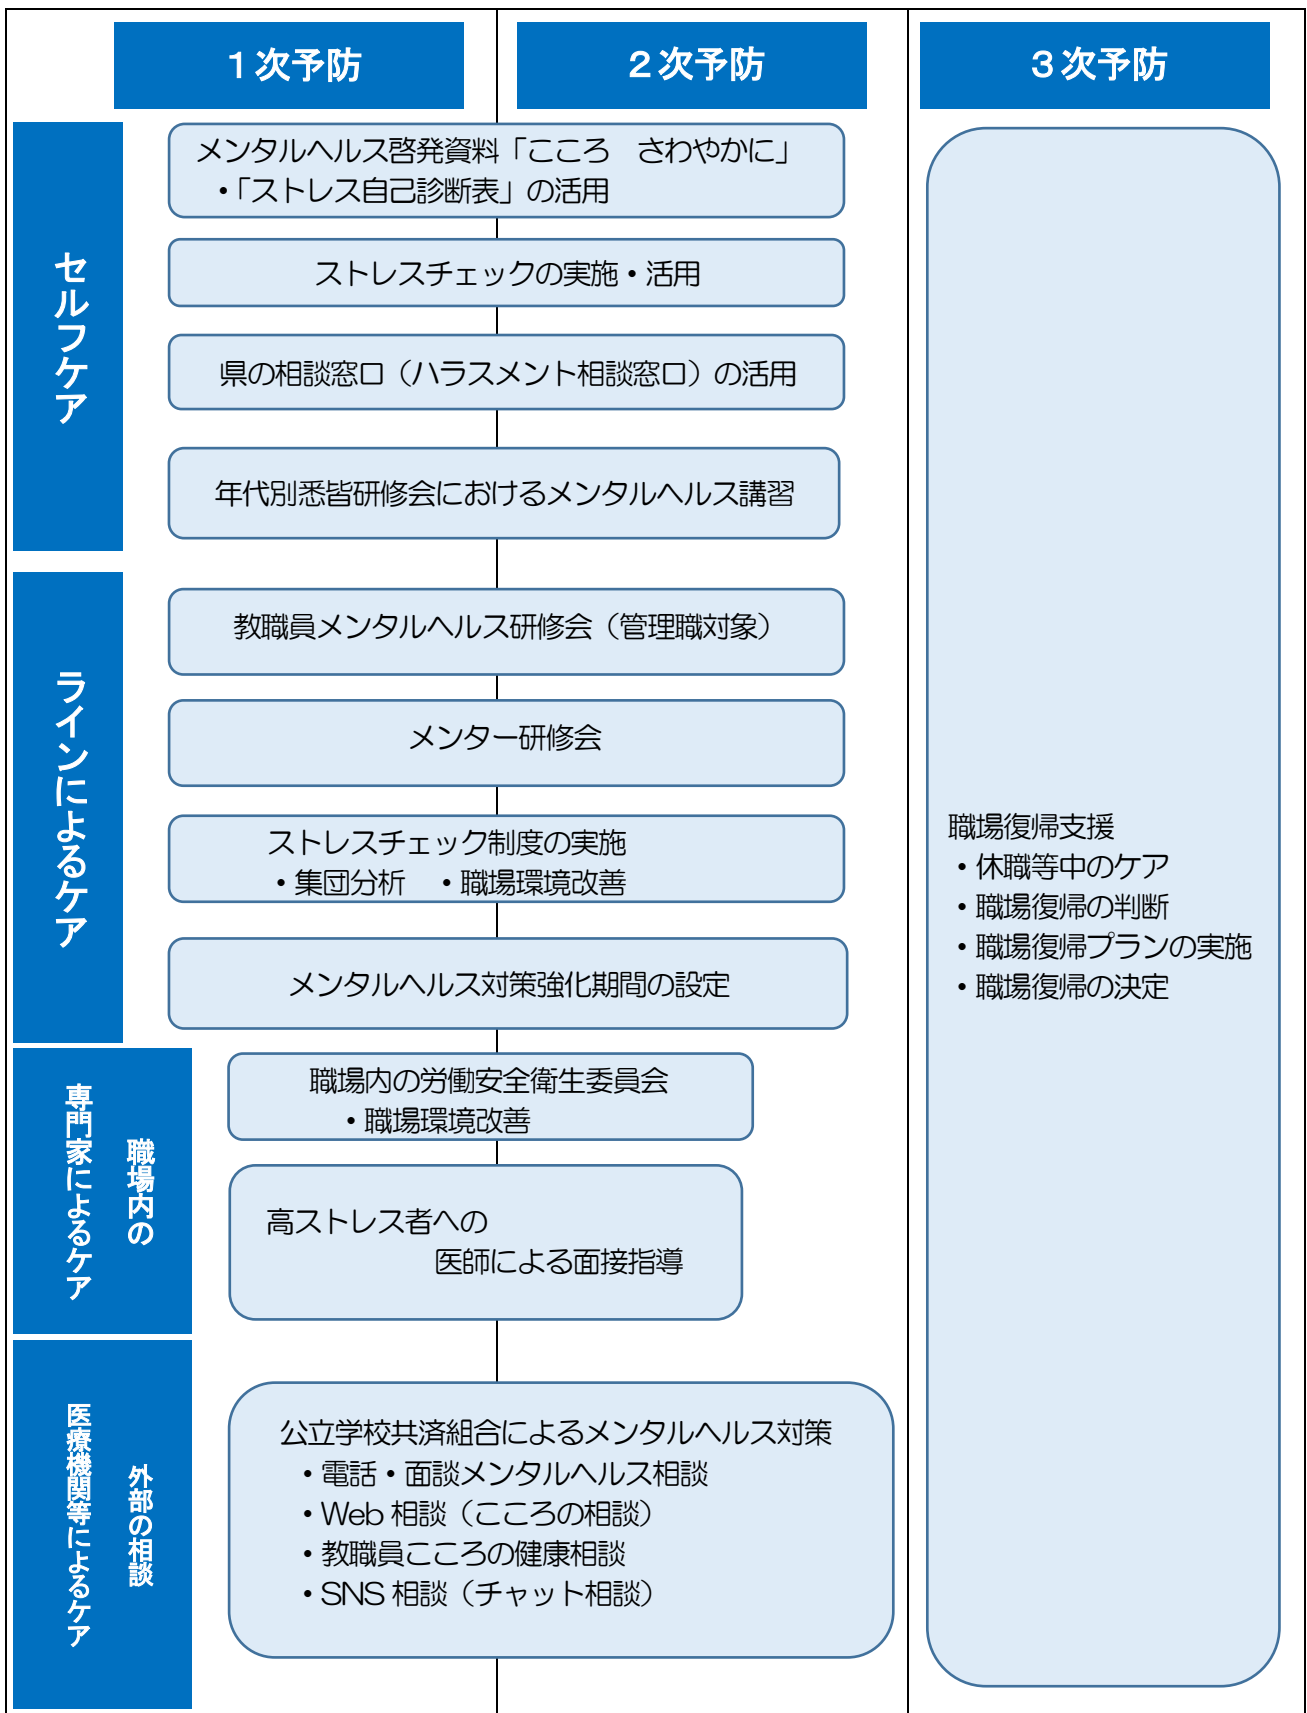 １次予防
２次予防
３次予防
セルフケア
メンタルヘルス啓発資料「こころ　さわやかに」
・「ストレス自己診断表」の活用
ストレスチェックの実施・活用
県の相談窓口（ハラスメント相談窓口）の活用
年代別悉皆研修会におけるメンタルヘルス講習
ラインによるケア
教職員メンタルヘルス研修会（管理職対象）
メンター研修会
ストレスチェック制度の実施
・集団分析　・職場環境改善
メンタルヘルス対策強化期間の設定
職場内の
専門家によるケア
職場内の労働安全衛生委員会
・職場環境改善
高ストレス者への
医師による面接指導
外部の相談
医療機関等によるケア
公立学校共済組合によるメンタルヘルス対策
・電話・面談メンタルヘルス相談
・Web 相談（こころの相談）
・教職員こころの健康相談
・SNS 相談（チャット相談）
職場復帰支援
・休職等中のケア
・職場復帰の判断
・職場復帰プランの実施
・職場復帰の決定